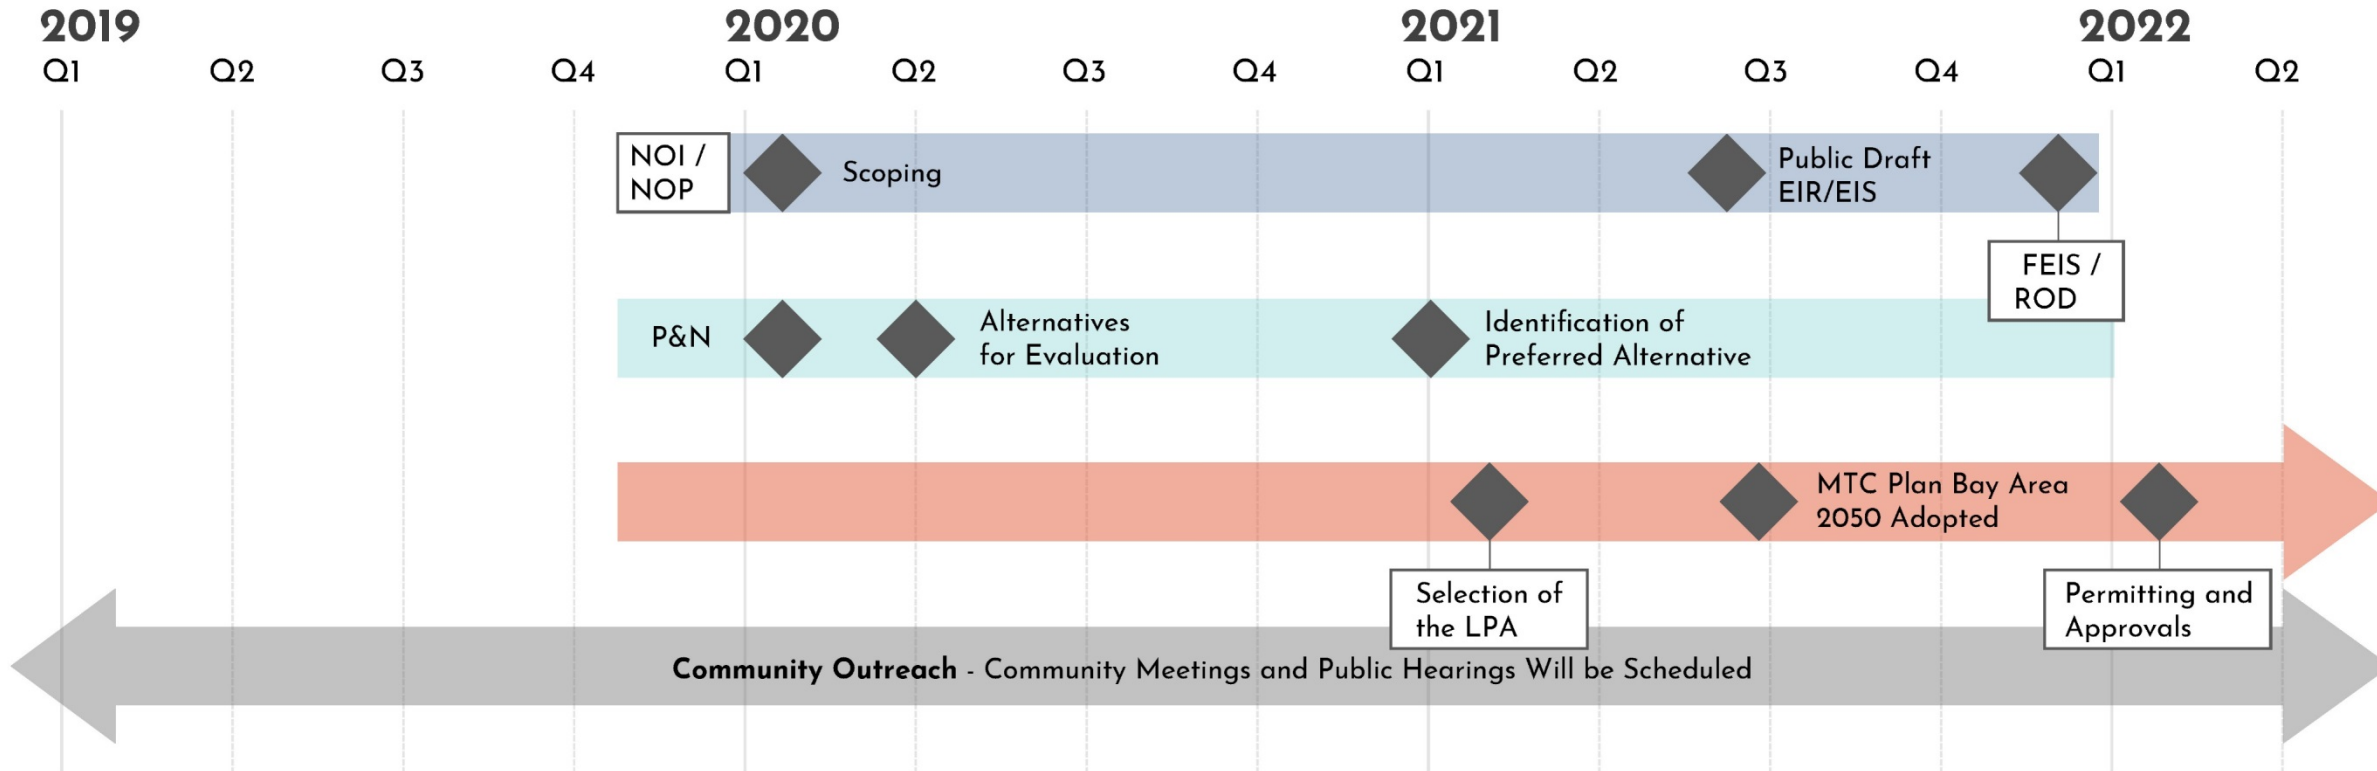 2019 2020 2021 2022
Q1 Q2 Q3 Q4 Q1 Q2 Q3 Q4 Q1 Q2 Q3 Q4 Q1 Q2
NOI /
NOP
Scoping
Public Draft
EIR/EIS
FEIS /
ROD
P&N
Alternatives
for Evaluation
Identification of
Preferred Alternative
MTC Plan Bay Area
2050 Adopted
Selection of
the LPA
Permitting and
Approvals
Community Outreach - Community Meetings and Public Hearings Will be Scheduled